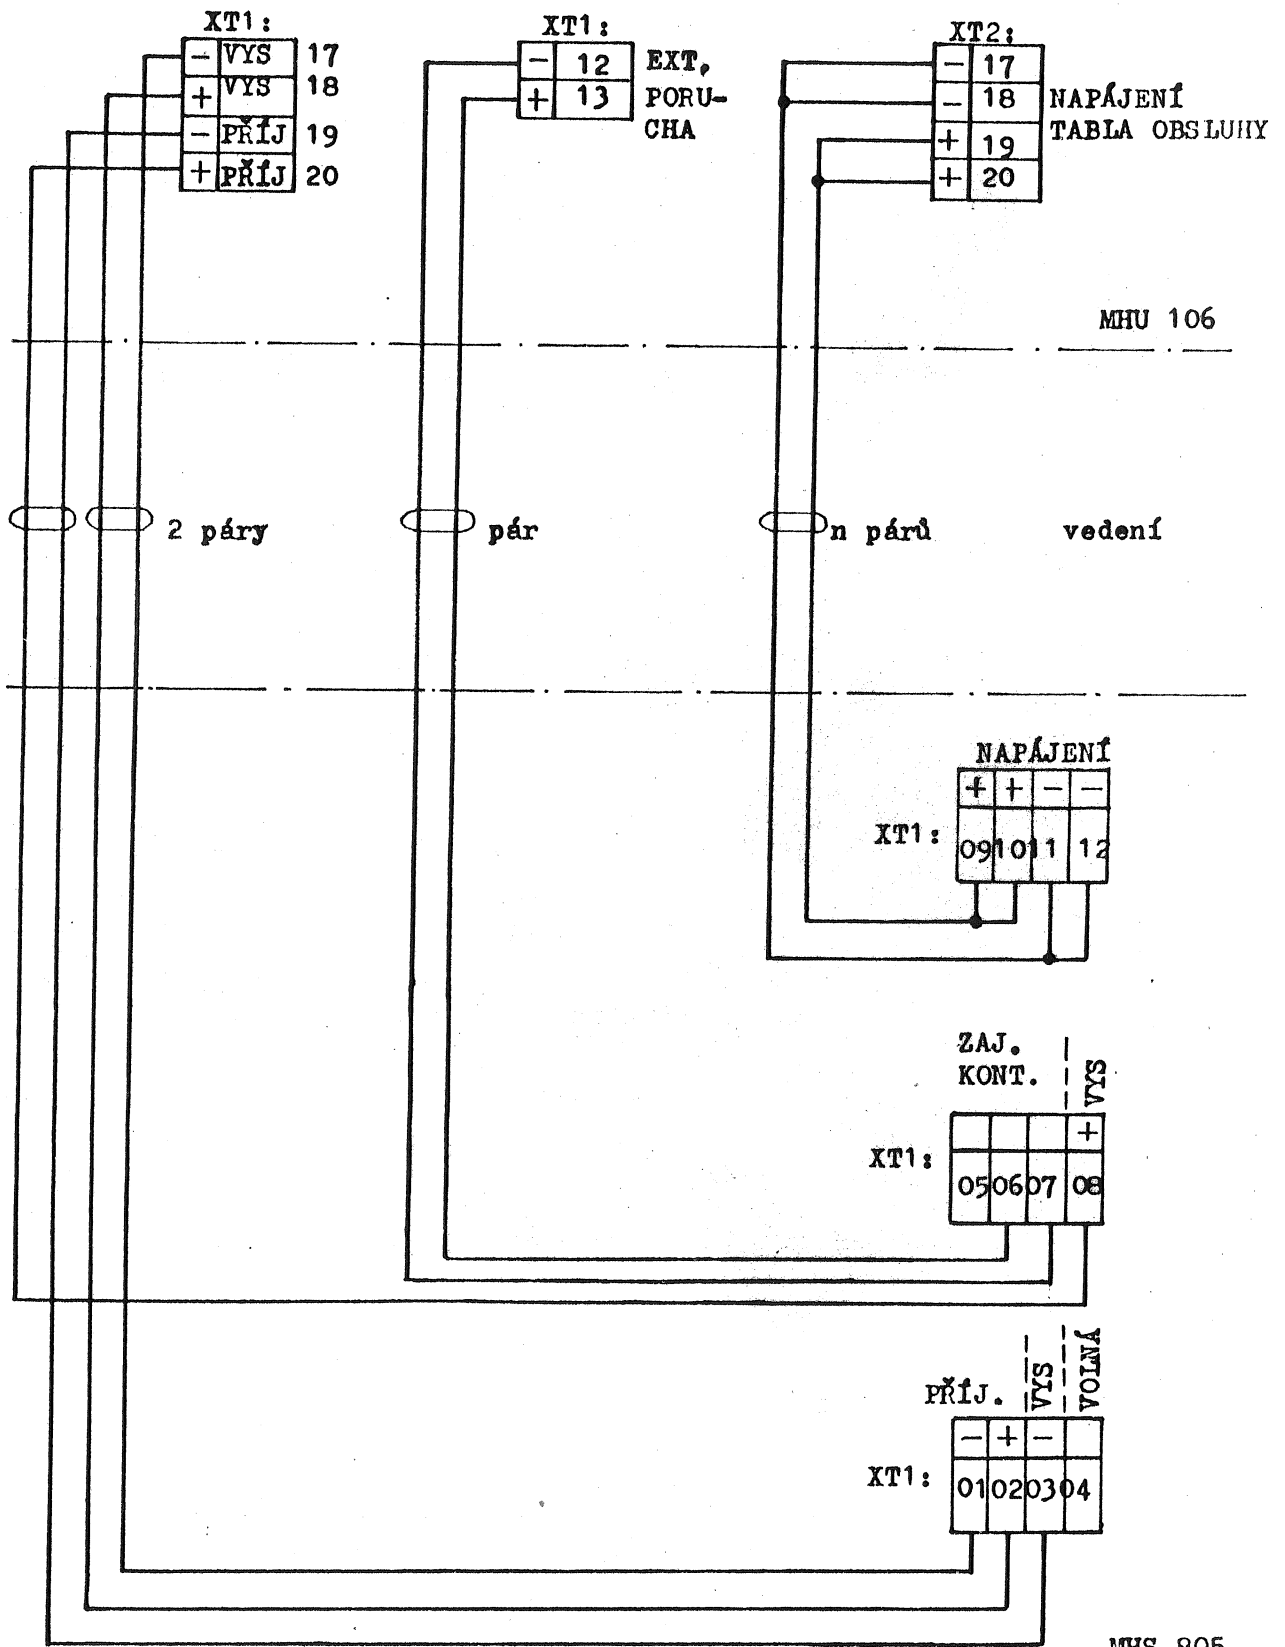 XT1:
- VYS 17
+ VYS 18
- PŘÍJ 19
+ PŘÍJ 20
XT1:
- 12 EXT.
+ 13 PORU-
CHA
XT2:
- 17
- 18 NAPÁJENÍ
+ 19 TABLA OBSLUHY
+ 20
MHU 106
2 páry
pár
n párů
vedení
NAPÁJENÍ
+ + - -
XT1:
09 10 11 12
ZAJ.
KONT.
VYS
+
XT1:
05 06 07 08
PŘÍJ.
VYS
VOLNÁ
- + -
XT1:
01 02 03 04
MHS 805